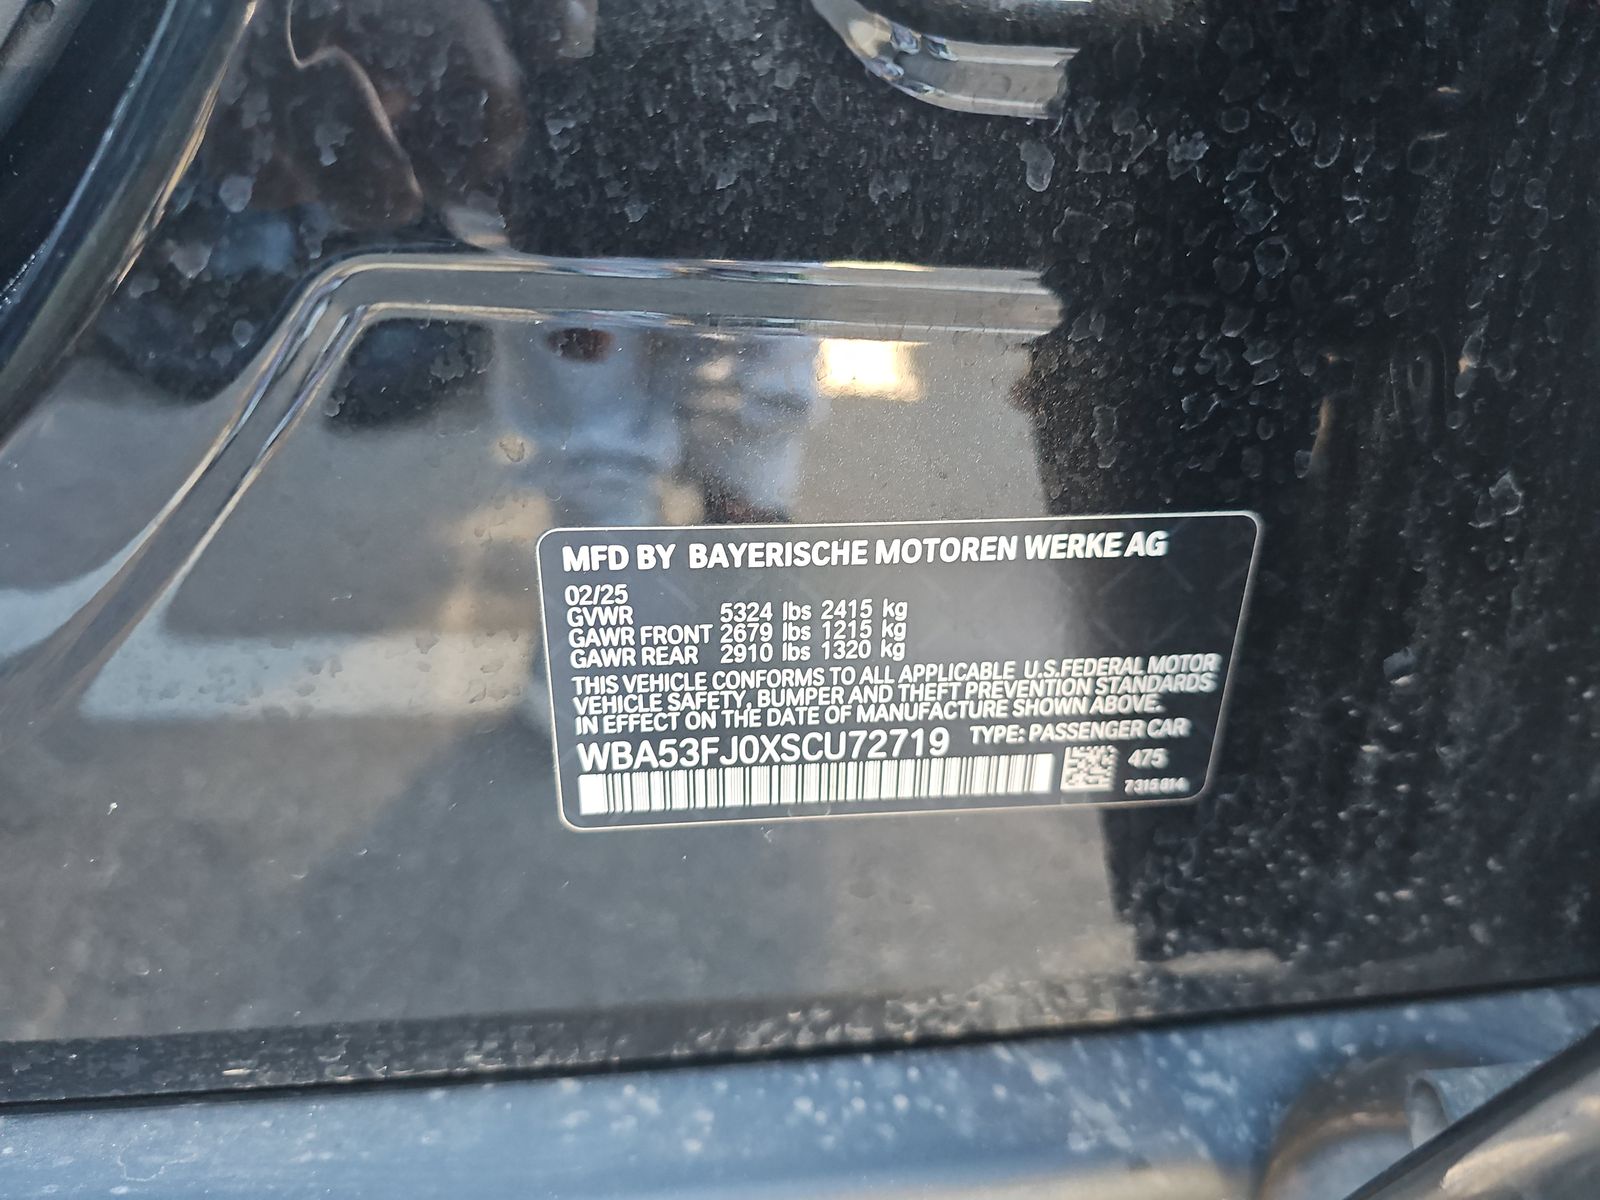 MFD BY BAYERISCHE MOTOREN WERKE AG
02/25
GVWR 5324 lbs 2415 kg
GAWR FRONT 2679 lbs 1215 kg
GAWR REAR 2910 lbs 1320 kg
THIS VEHICLE CONFORMS TO ALL APPLICABLE U.S.FEDERAL MOTOR
VEHICLE SAFETY, BUMPER AND THEFT PREVENTION STANDARDS
IN EFFECT ON THE DATE OF MANUFACTURE SHOWN ABOVE.
WBA53FJ0XSCU72719 TYPE: PASSENGER CAR
475
7315614